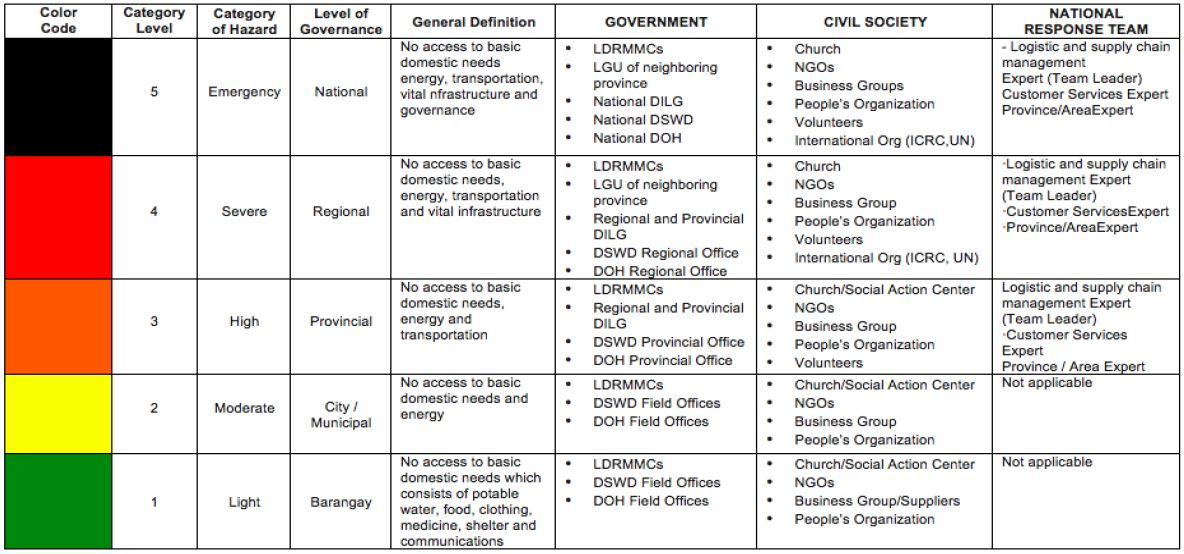 Color
Code
Category
Level
Category
of Hazard
Level of
Governance
General Definition
GOVERNMENT
CIVIL SOCIETY
NATIONAL
RESPONSE TEAM
5
Emergency
National
No access to basic
domestic needs
energy, transportation,
vital nfrastructure and
governance
• LDRMMCs
• LGU of neighboring
province
• National DILG
• National DSWD
• National DOH
• Church
• NGOs
• Business Groups
• People's Organization
• Volunteers
• International Org (ICRC,UN)
- Logistic and supply chain
management
Expert (Team Leader)
Customer Services Expert
Province/AreaExpert
4
Severe
Regional
No access to basic
domestic needs,
energy, transportation
and vital infrastructure
• LDRMMCs
• LGU of neighboring
province
• Regional and Provincial
DILG
• DSWD Regional Office
• DOH Regional Office
• Church
• NGOs
• Business Group
• People's Organization
• Volunteers
• International Org (ICRC, UN)
·Logistic and supply chain
management Expert
(Team Leader)
·Customer ServicesExpert
·Province/AreaExpert
3
High
Provincial
No access to basic
domestic needs,
energy and
transportation
• LDRMMCs
• Regional and Provincial
DILG
• DSWD Provincial Office
• DOH Provincial Office
• Church/Social Action Center
• NGOs
• Business Group
• People's Organization
• Volunteers
Logistic and supply chain
management Expert
(Team Leader)
·Customer Services
Expert
Province / Area Expert
2
Moderate
City /
Municipal
No access to basic
domestic needs and
energy
• LDRMMCs
• DSWD Field Offices
• DOH Field Offices
• Church/Social Action Center
• NGOs
• Business Group
• People's Organization
Not applicable
1
Light
Barangay
No access to basic
domestic needs which
consists of potable
water, food, clothing,
medicine, shelter and
communications
• LDRMMCs
• DSWD Field Offices
• DOH Field Offices
• Church/Social Action Center
• NGOs
• Business Group/Suppliers
• People's Organization
Not applicable